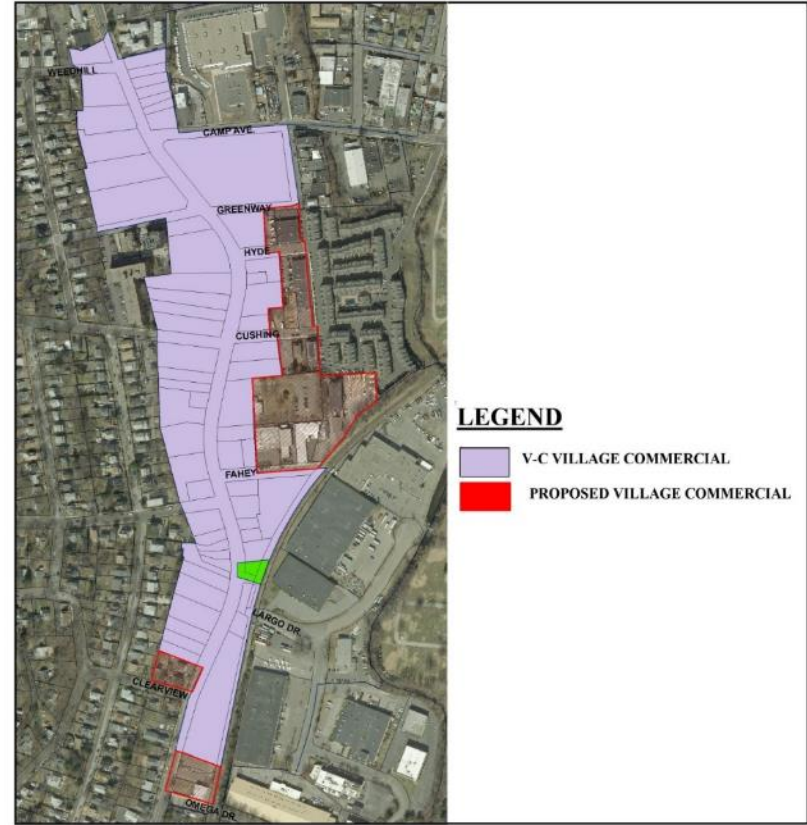 WEEDHILL
CAMP AVE.
GREENWAY
HYDE
CUSHING
FAHEY
LARGO DR.
CLEARVIEW
OMEGA DR.
LEGEND
V-C VILLAGE COMMERCIAL
PROPOSED VILLAGE COMMERCIAL